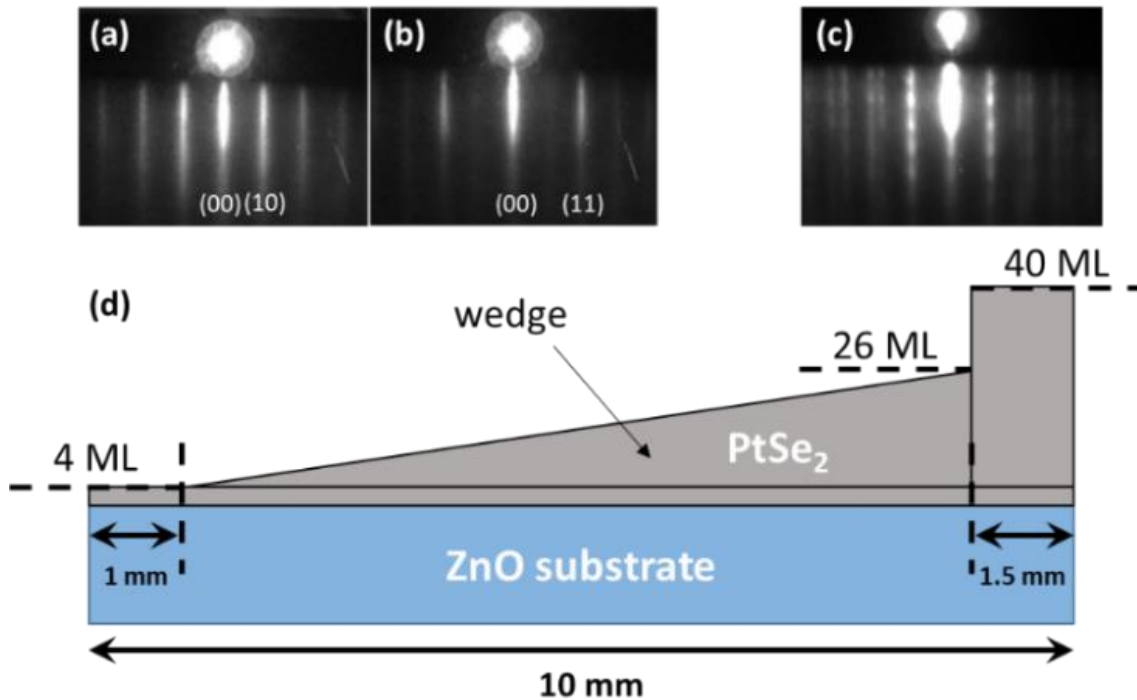 (a)
(00)(10)
(b)
(00) (11)
(c)
(d)
wedge
40 ML
26 ML
4 ML
PtSe₂
1 mm
ZnO substrate
1.5 mm
10 mm